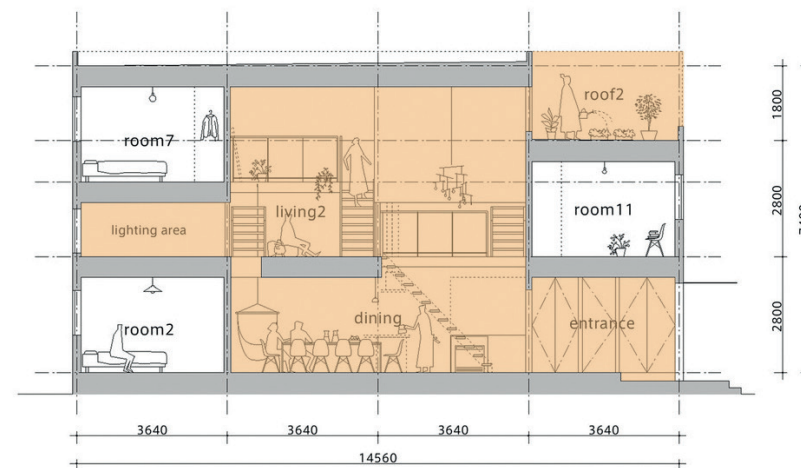 roof2
room7
living2
room11
lighting area
room2
dining
entrance
1800
2800
2800
3640
3640
3640
3640
14560